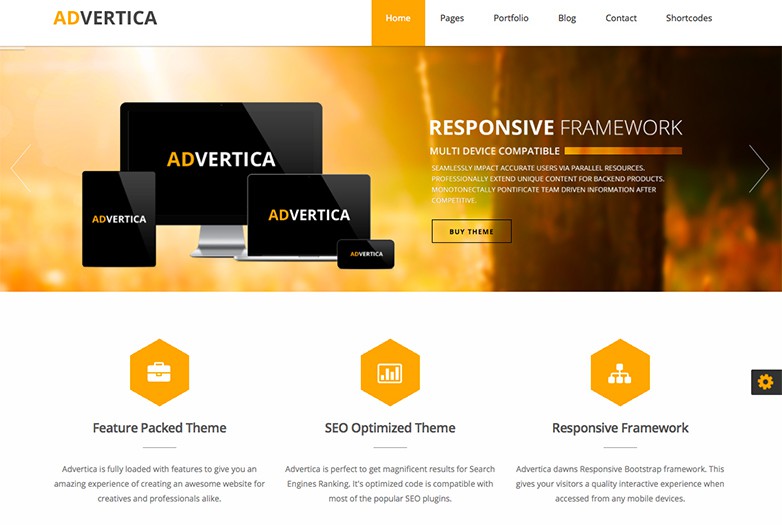 ADVERTICA
Home Pages Portfolio Blog Contact Shortcodes
RESPONSIVE FRAMEWORK
MULTI DEVICE COMPATIBLE
SEAMLESSLY IMPACT ACCURATE USERS VIA PARALLEL RESOURCES.
PROFESSIONALLY EXTEND UNIQUE CONTENT FOR BACKEND PRODUCTS.
MONOTONECTALLY PONTIFICATE TEAM DRIVEN INFORMATION AFTER
COMPETITIVE.
BUY THEME
ADVERTICA
ADVERTICA
ADVERTICA
ADVERTICA
Feature Packed Theme
Advertica is fully loaded with features to give you an
amazing experience of creating an awesome website for
creatives and professionals alike.
SEO Optimized Theme
Advertica is perfect to get magnificent results for Search
Engines Ranking. It's optimized code is compatible with
most of the popular SEO plugins.
Responsive Framework
Advertica dawns Responsive Bootstrap framework. This
gives your visitors a quality interactive experience when
accessed from any mobile devices.